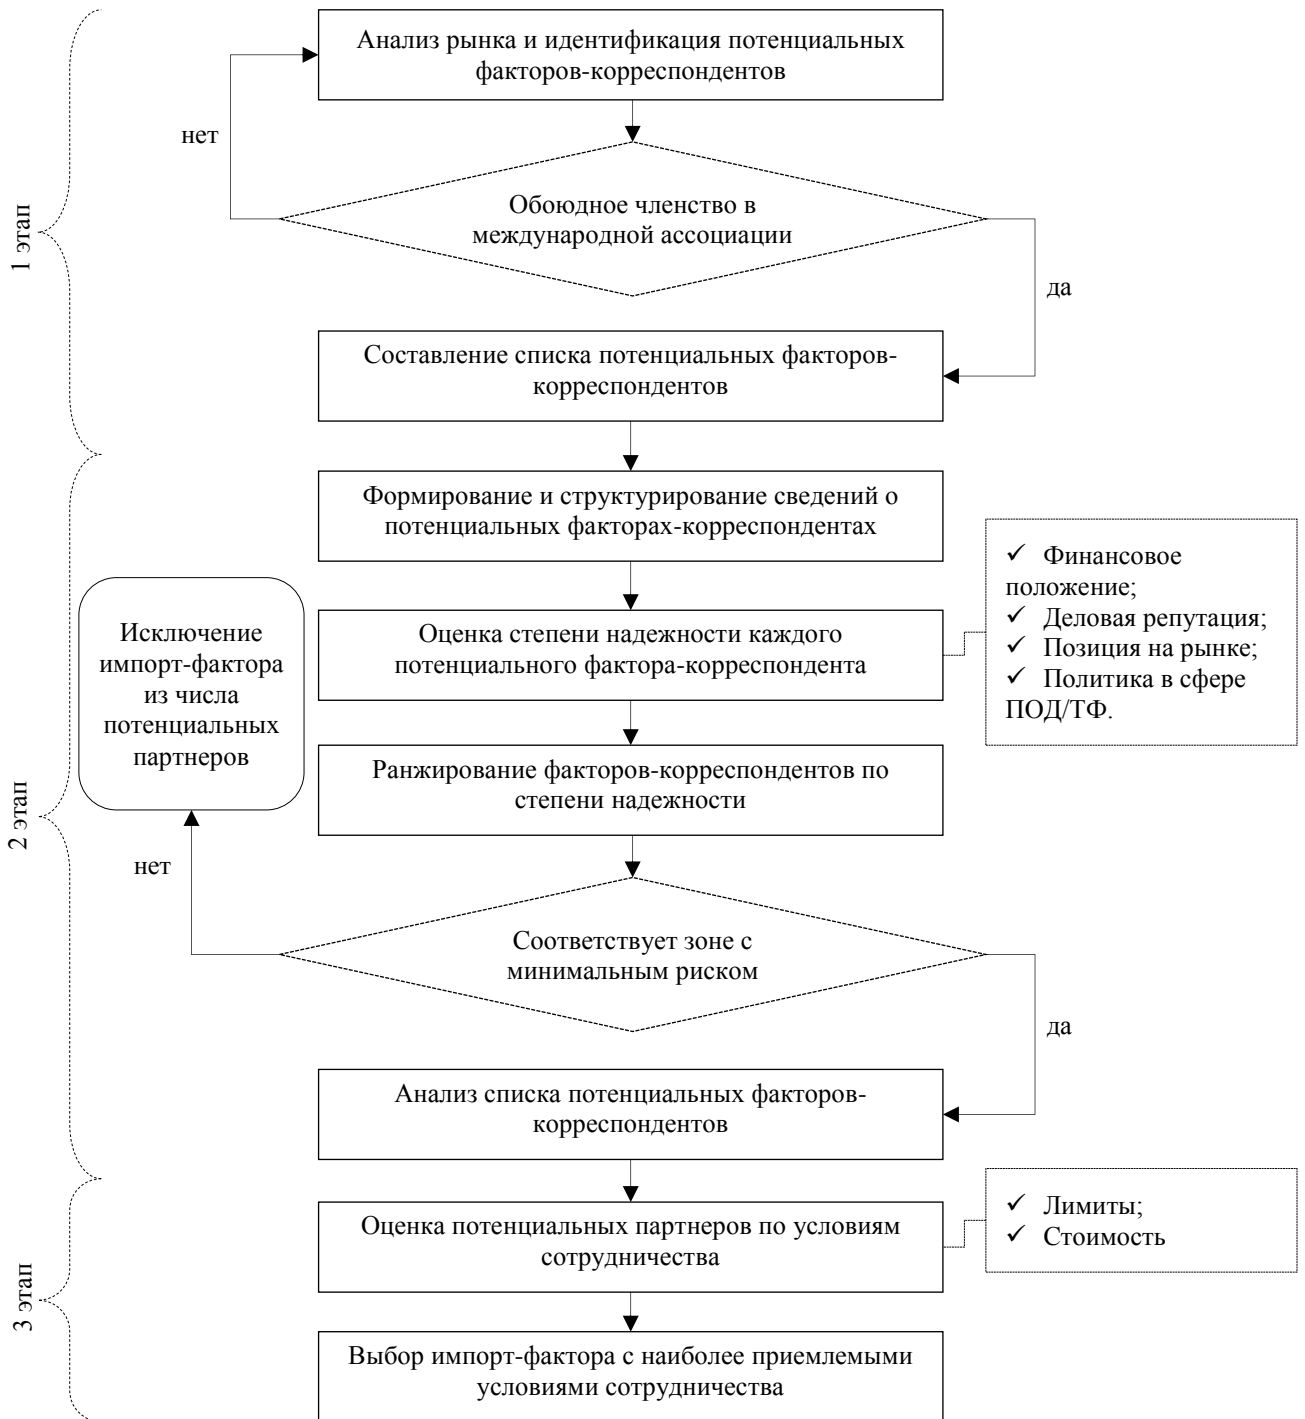 Анализ рынка и идентификация потенциальных
факторов-корреспондентов
нет
Обоюдное членство в
международной ассоциации
да
1 этап
Составление списка потенциальных факторов-
корреспондентов
Формирование и структурирование сведений о
потенциальных факторах-корреспондентах
✓ Финансовое
положение;
✓ Деловая репутация;
✓ Позиция на рынке;
✓ Политика в сфере
ПОД/ТФ.
Оценка степени надежности каждого
потенциального фактора-корреспондента
Исключение
импорт-фактора
из числа
потенциальных
партнеров
Ранжирование факторов-корреспондентов по
степени надежности
2 этап
нет
Соответствует зоне с
минимальным риском
да
Анализ списка потенциальных факторов-
корреспондентов
Оценка потенциальных партнеров по условиям
сотрудничества
✓ Лимиты;
✓ Стоимость
3 этап
Выбор импорт-фактора с наиболее приемлемыми
условиями сотрудничества